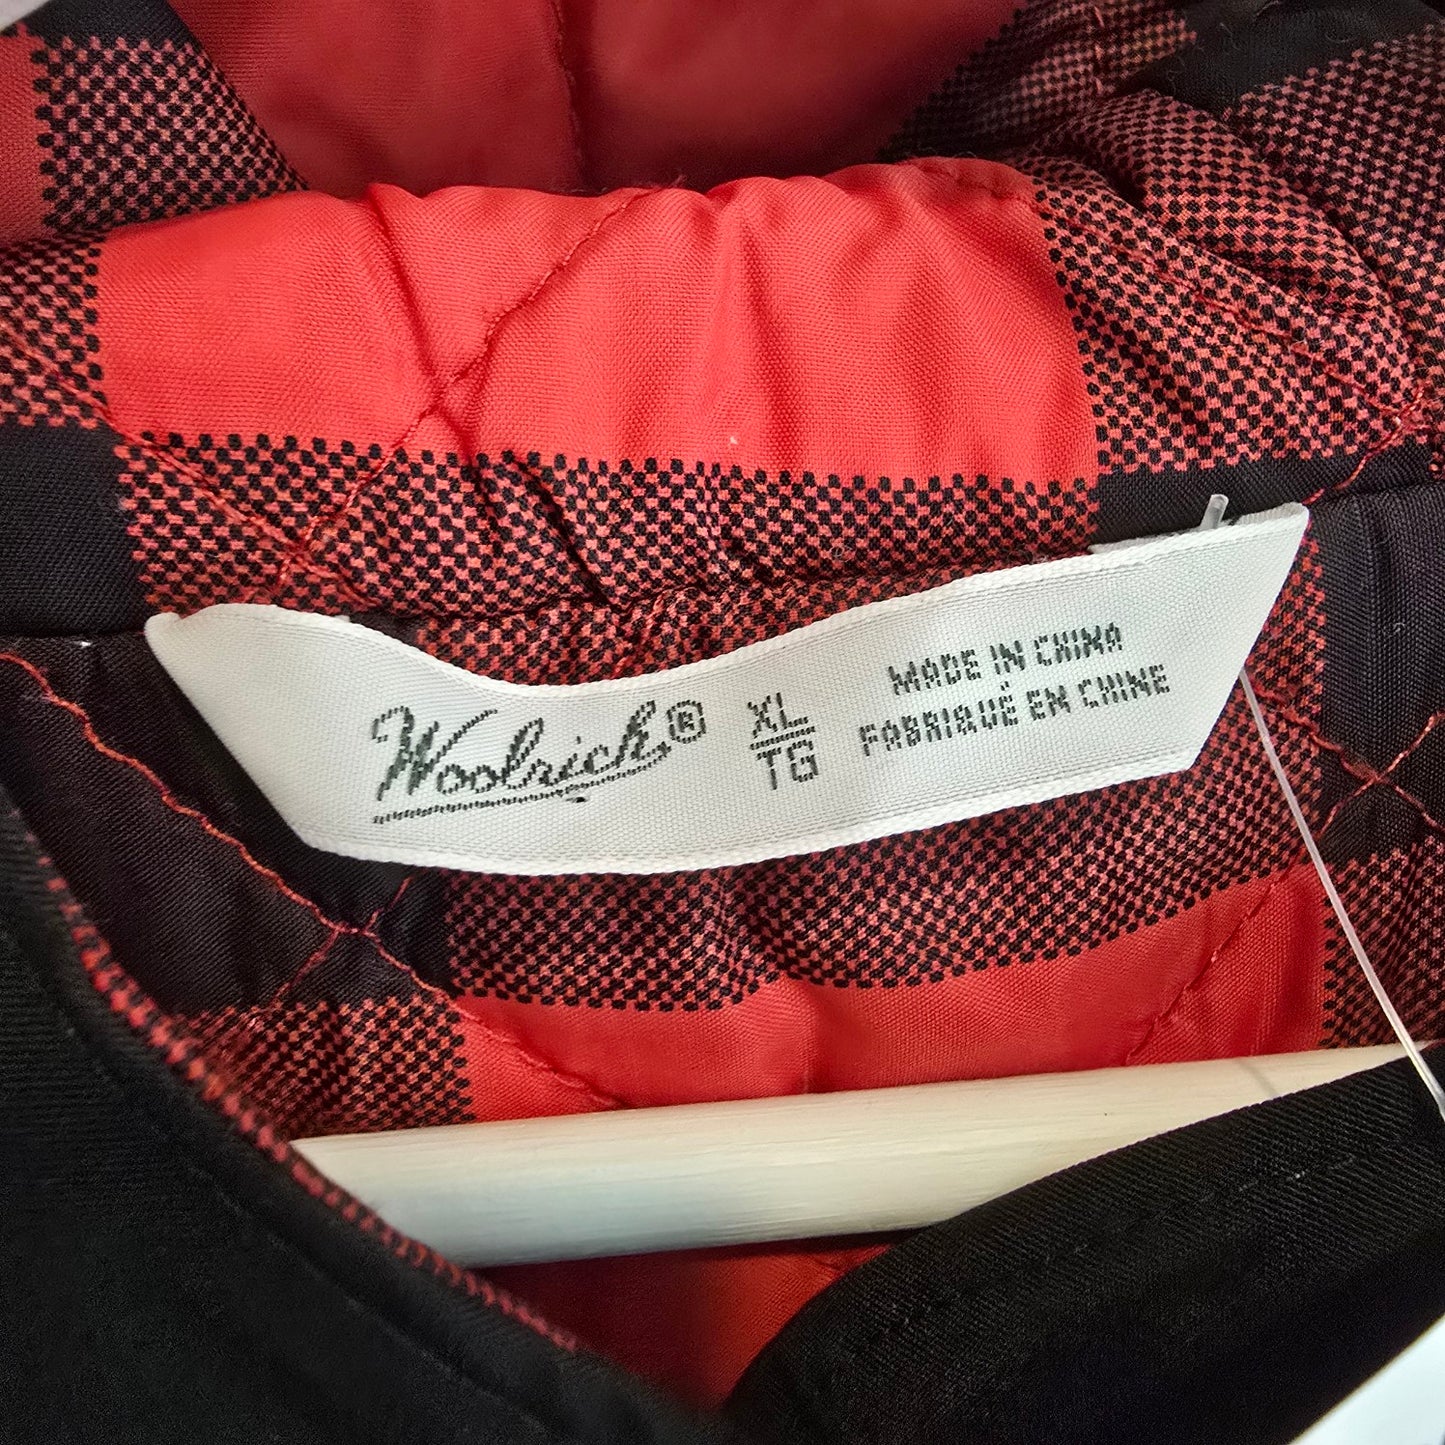 Woolrich®
XL
TG
MADE IN CHINA
FABRIQUÉ EN CHINE